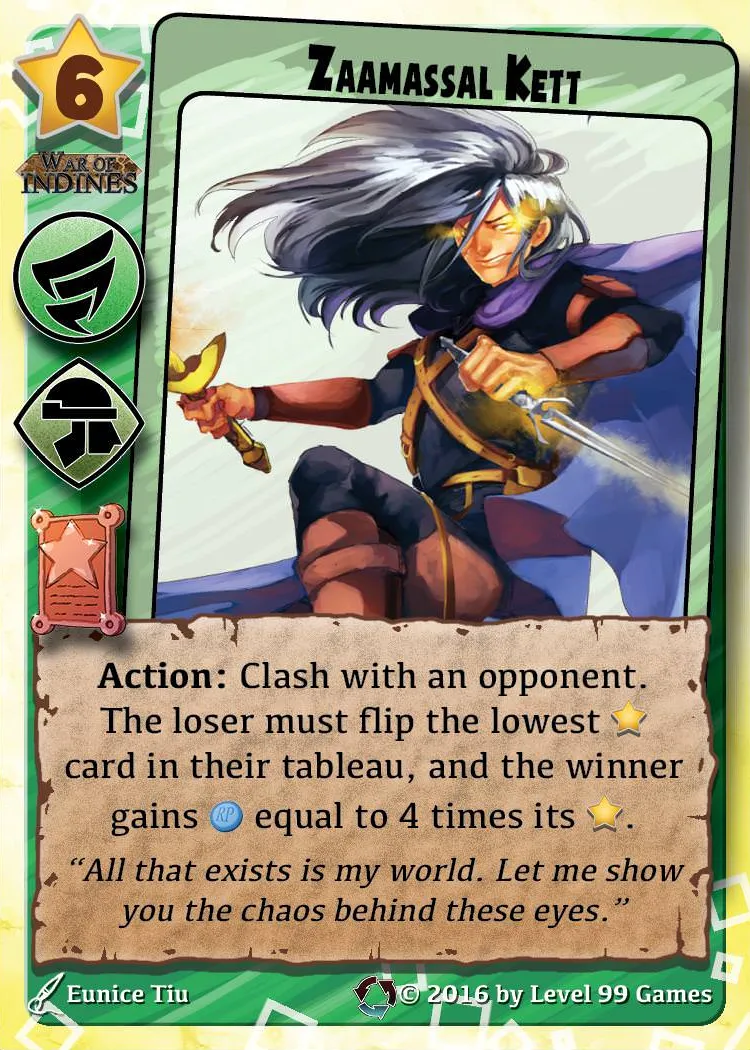 6
Zaamassal Kett
War of
Indines
Action: Clash with an opponent.
The loser must flip the lowest
card in their tableau, and the winner
gains RP equal to 4 times its .
“All that exists is my world. Let me show
you the chaos behind these eyes.”
Eunice Tiu
© 2016 by Level 99 Games